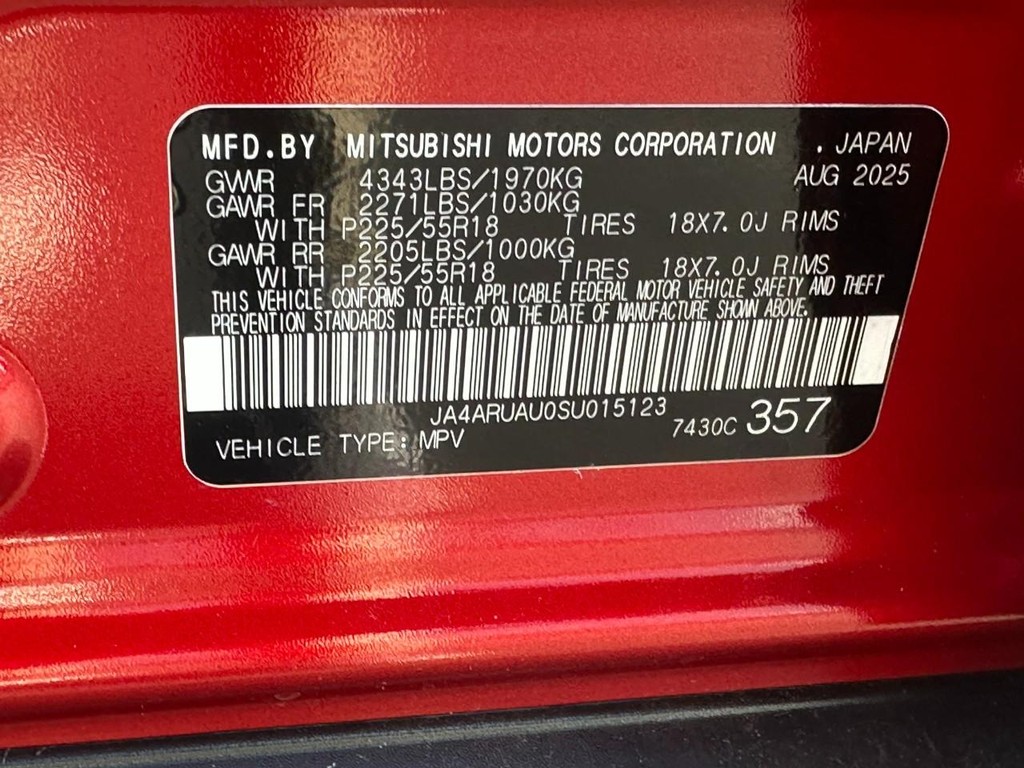 MFD.BY MITSUBISHI MOTORS CORPORATION . JAPAN
GVWR 4343LBS/1970KG AUG 2025
GAWR FR 2271LBS/1030KG
WITH P225/55R18 TIRES 18X7.0J RIMS
GAWR RR 2205LBS/1000KG
WITH P225/55R18 TIRES 18X7.0J RIMS
THIS VEHICLE CONFORMS TO ALL APPLICABLE FEDERAL MOTOR VEHICLE SAFETY AND THEFT
PREVENTION STANDARDS IN EFFECT ON THE DATE OF MANUFACTURE SHOWN ABOVE.
JA4ARUAU0SU015123
VEHICLE TYPE: MPV 7430C 357